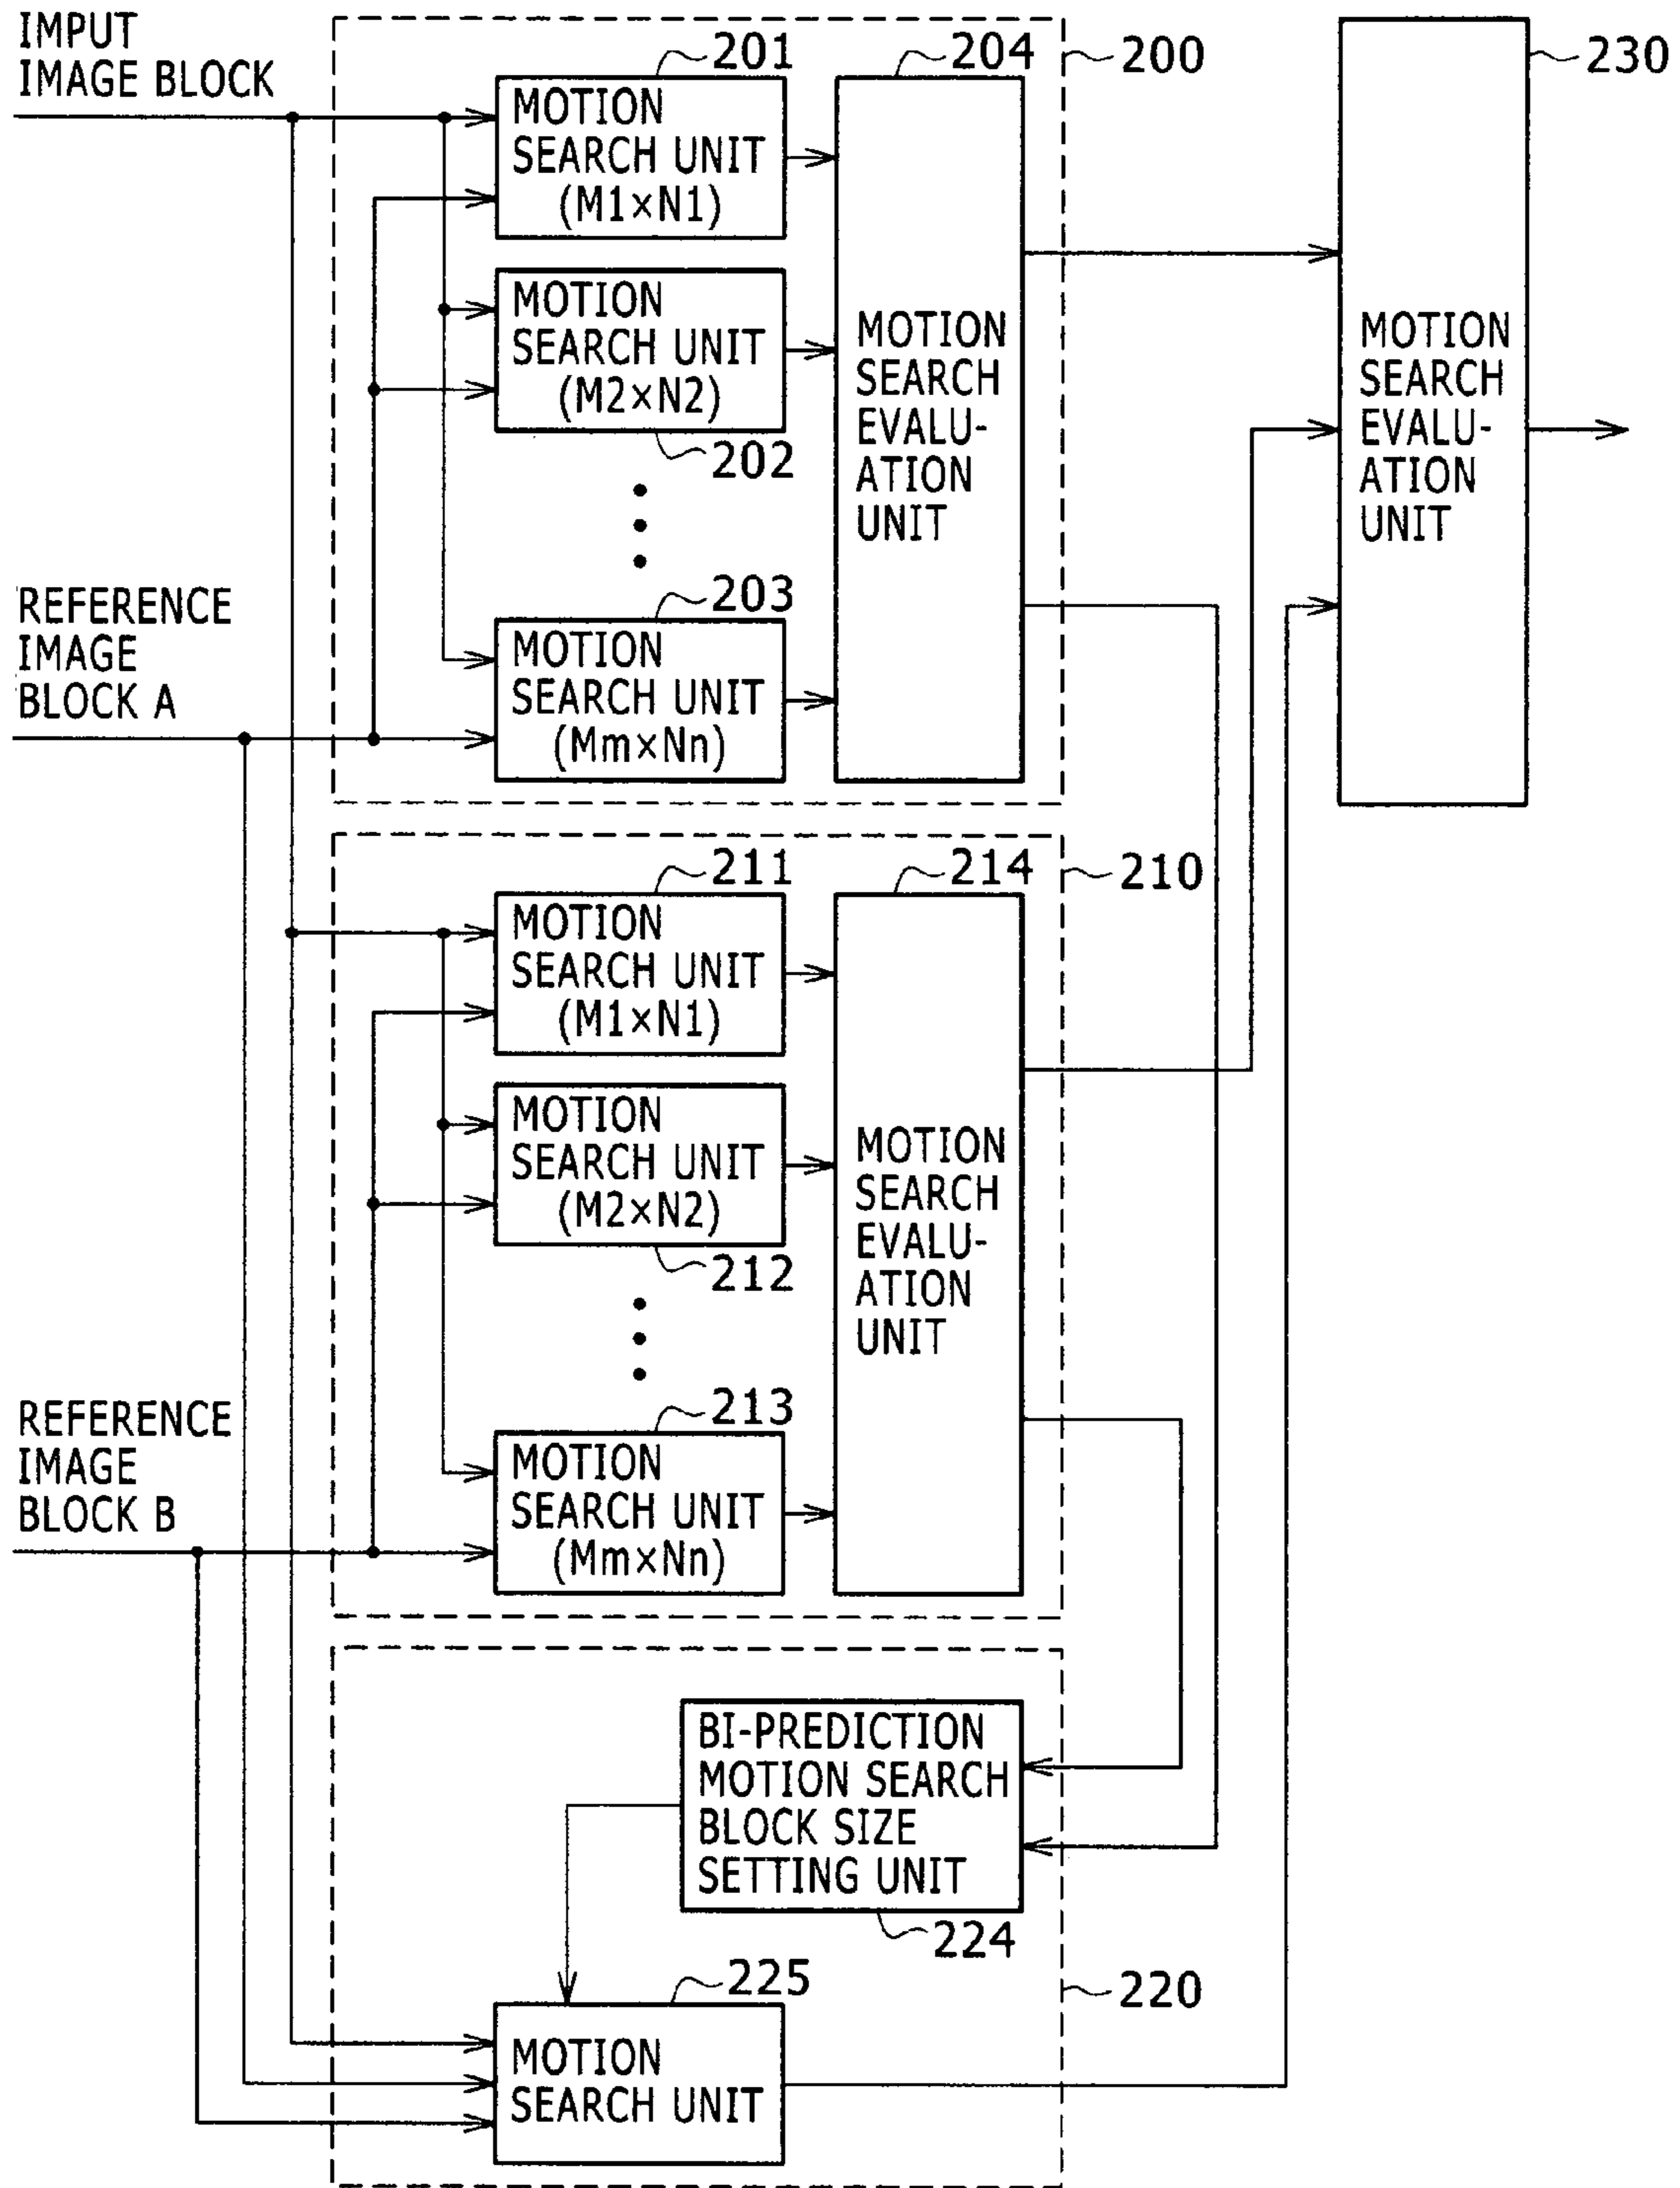 IMPUT
IMAGE BLOCK
201
MOTION
SEARCH UNIT
(M1×N1)
MOTION
SEARCH UNIT
(M2×N2)
202
203
MOTION
SEARCH UNIT
(Mm×Nn)
204
MOTION
SEARCH
EVALU-
ATION
UNIT
200
230
MOTION
SEARCH
EVALU-
ATION
UNIT
REFERENCE
IMAGE
BLOCK A
211
MOTION
SEARCH UNIT
(M1×N1)
MOTION
SEARCH UNIT
(M2×N2)
212
213
MOTION
SEARCH UNIT
(Mm×Nn)
214
MOTION
SEARCH
EVALU-
ATION
UNIT
210
REFERENCE
IMAGE
BLOCK B
BI-PREDICTION
MOTION SEARCH
BLOCK SIZE
SETTING UNIT
224
225
MOTION
SEARCH UNIT
220